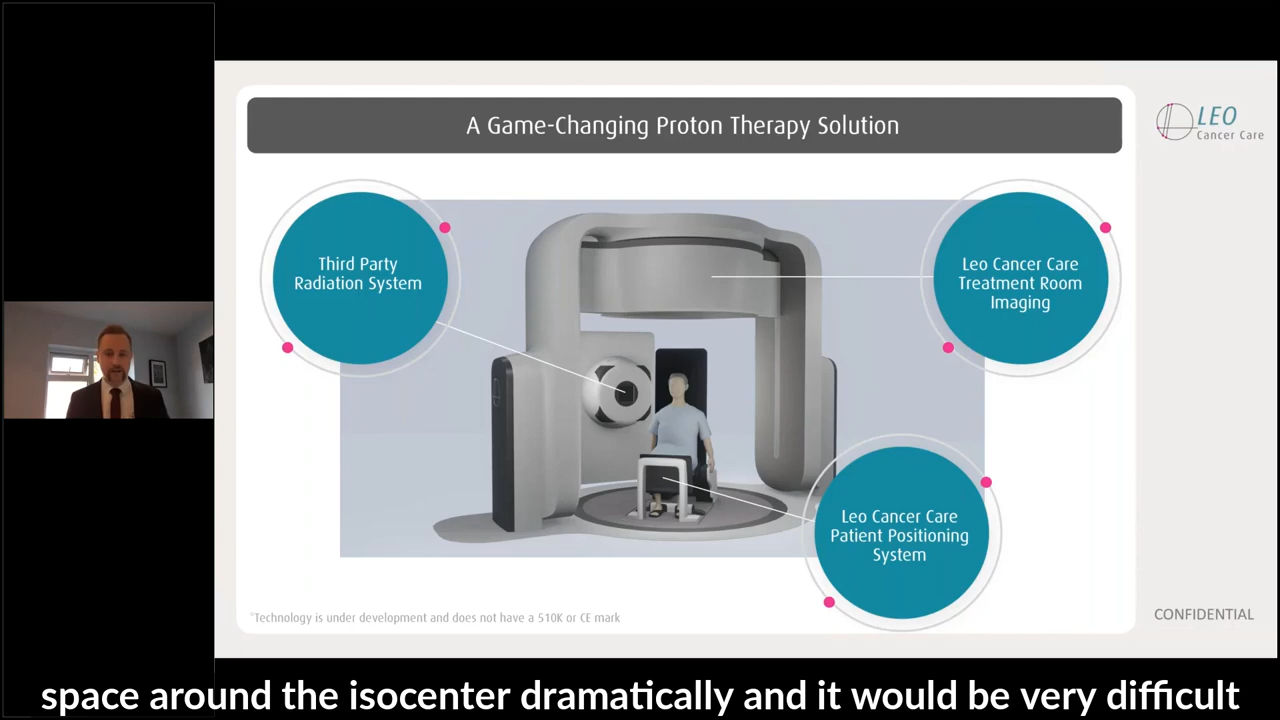 A Game-Changing Proton Therapy Solution
LEO
Cancer Care
Third Party
Radiation System
Leo Cancer Care
Treatment Room
Imaging
Leo Cancer Care
Patient Positioning
System
*Technology is under development and does not have a 510K or CE mark
CONFIDENTIAL
space around the isocenter dramatically and it would be very difficult